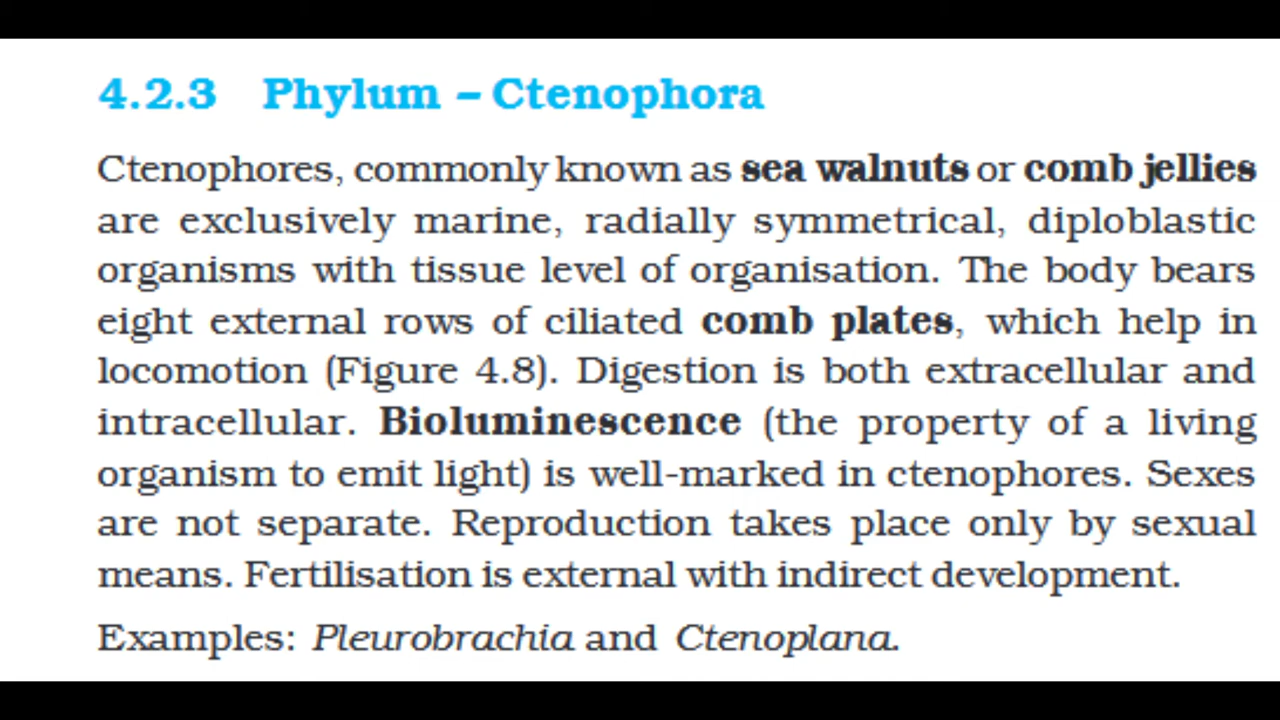 4.2.3 Phylum – Ctenophora
Ctenophores, commonly known as sea walnuts or comb jellies
are exclusively marine, radially symmetrical, diploblastic
organisms with tissue level of organisation. The body bears
eight external rows of ciliated comb plates, which help in
locomotion (Figure 4.8). Digestion is both extracellular and
intracellular. Bioluminescence (the property of a living
organism to emit light) is well-marked in ctenophores. Sexes
are not separate. Reproduction takes place only by sexual
means. Fertilisation is external with indirect development.
Examples: Pleurobrachia and Ctenoplana.